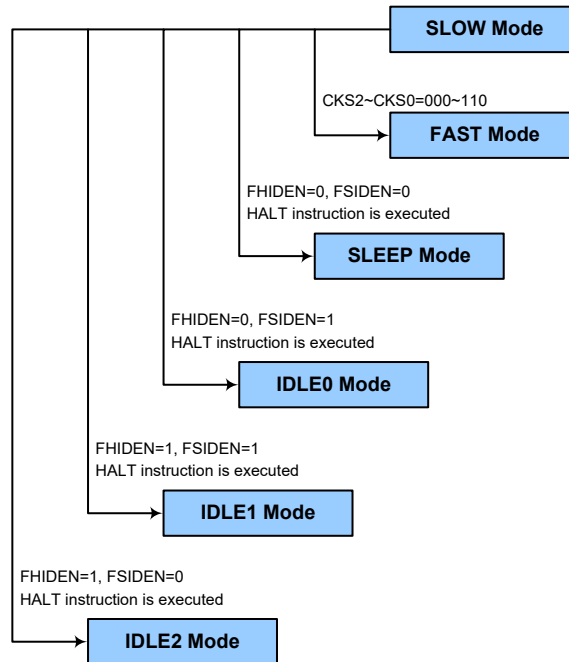 SLOW Mode
CKS2~CKS0=000~110
FAST Mode
FHIDEN=0, FSIDEN=0
HALT instruction is executed
SLEEP Mode
FHIDEN=0, FSIDEN=1
HALT instruction is executed
IDLE0 Mode
FHIDEN=1, FSIDEN=1
HALT instruction is executed
IDLE1 Mode
FHIDEN=1, FSIDEN=0
HALT instruction is executed
IDLE2 Mode